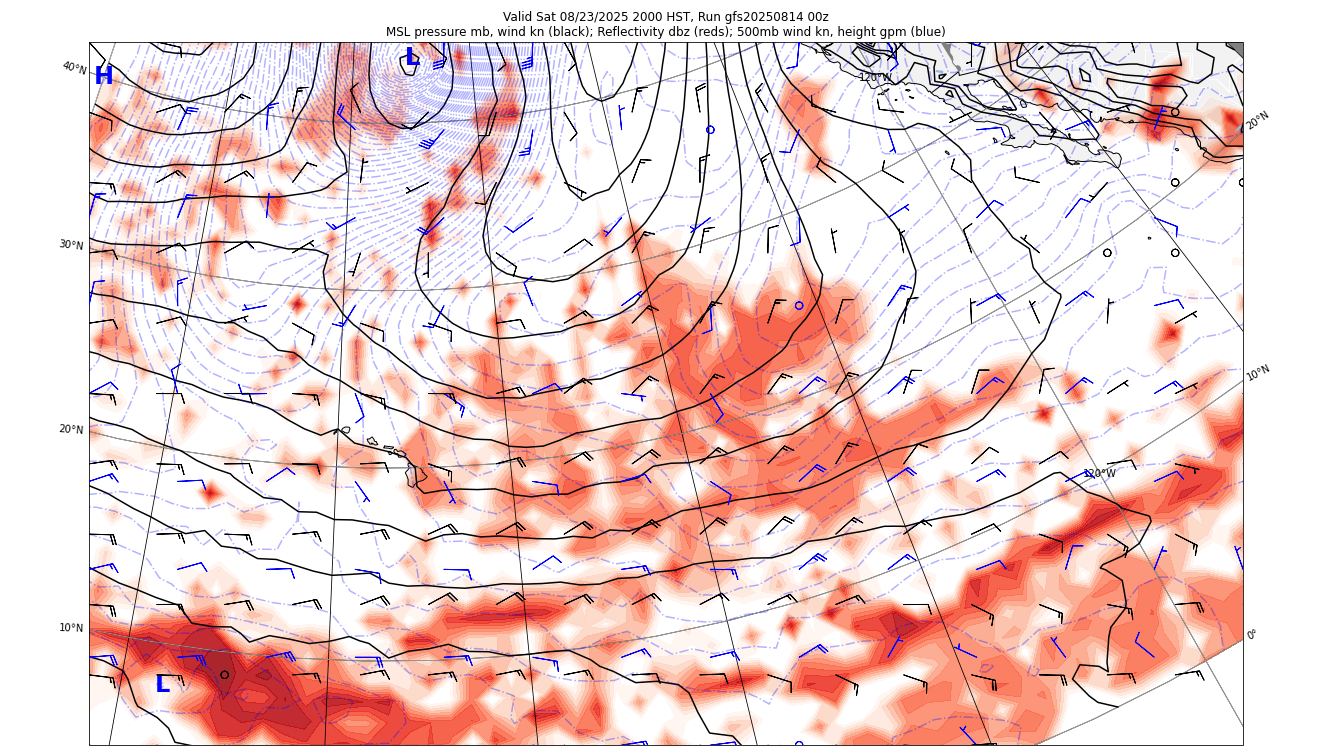 Valid Sat 08/23/2025 2000 HST, Run gfs20250814 00z
MSL pressure mb, wind kn (black); Reflectivity dbz (reds); 500mb wind kn, height gpm (blue)
L
40°N
H
120°W
20°N
30°N
10°N
20°N
120°W
10°N
0°
L